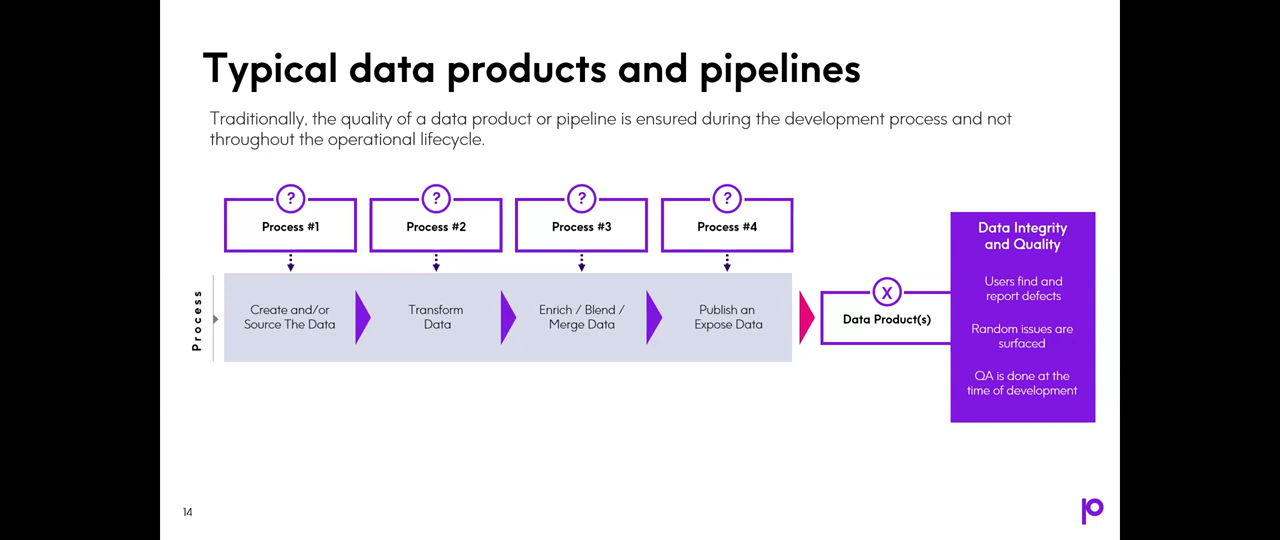 Typical data products and pipelines
Traditionally, the quality of a data product or pipeline is ensured during the development process and not
throughout the operational lifecycle.
?
?
?
?
Process #1
Process #2
Process #3
Process #4
Process
Create and/or
Source The Data
Transform
Data
Enrich / Blend /
Merge Data
Publish an
Expose Data
X
Data Product(s)
Data Integrity
and Quality
Users find and
report defects
Random issues are
surfaced
QA is done at the
time of development
14